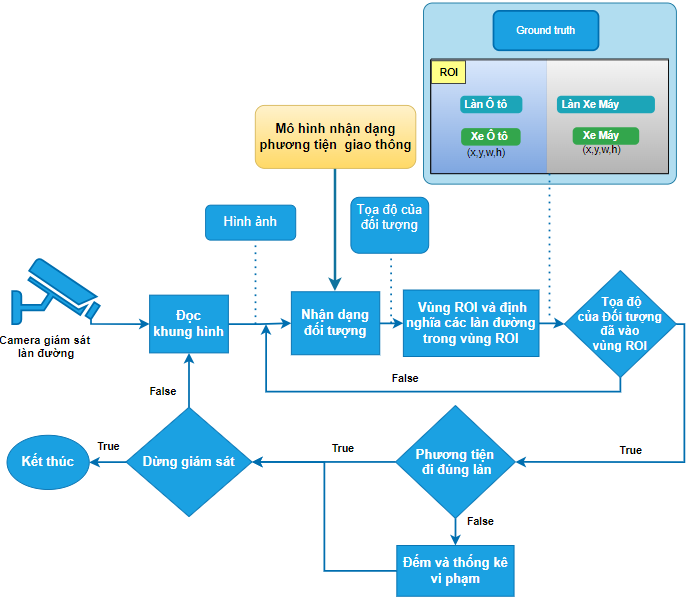 Ground truth
ROI
Làn Ô tô
Làn Xe Máy
Xe Ô tô
Xe Máy
(x,y,w,h)
(x,y,w,h)
Mô hình nhận dạng
phương tiện giao thông
Hình ảnh
Tọa độ của
đối tượng
Camera giám sát
làn đường
Đọc
khung hình
Nhận dạng
đối tượng
Vùng ROI và định
nghĩa các làn đường
trong vùng ROI
Tọa độ
của Đối tượng
đã vào
vùng ROI
False
False
True
Kết thúc
True
Dừng giám sát
True
Phương tiện
đi đúng làn
True
False
Đếm và thống kê
vi phạm